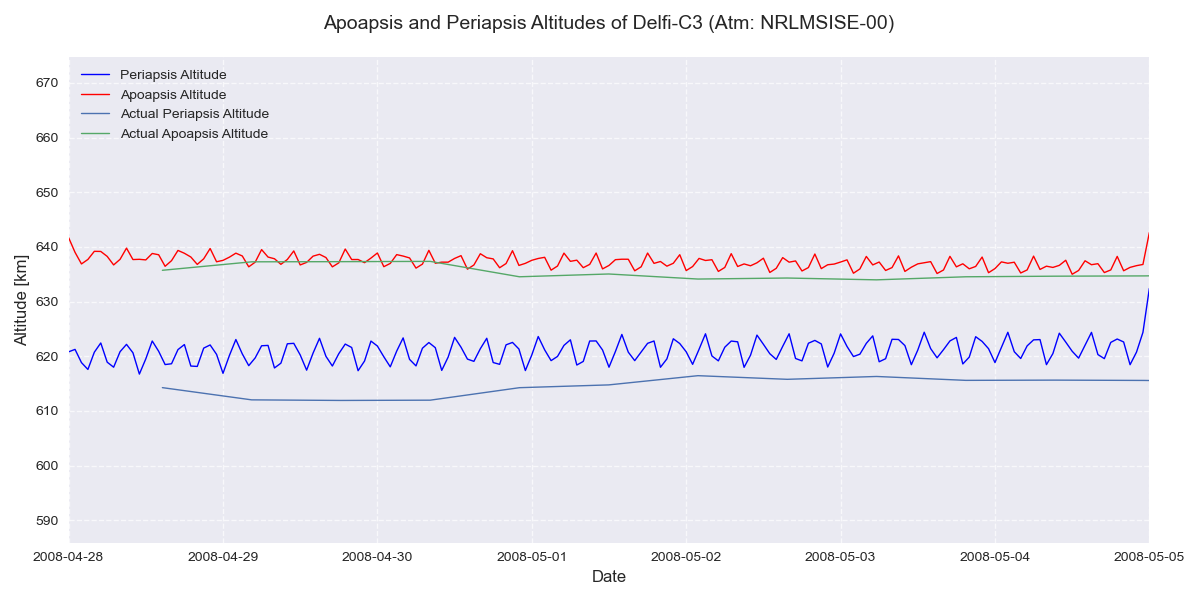 Apoapsis and Periapsis Altitudes of Delfi-C3 (Atm: NRLMSISE-00)
Periapsis Altitude
Apoapsis Altitude
Actual Periapsis Altitude
Actual Apoapsis Altitude
670
660
650
640
630
620
610
600
590
Altitude [km]
2008-04-28 2008-04-29 2008-04-30 2008-05-01 2008-05-02 2008-05-03 2008-05-04 2008-05-05
Date